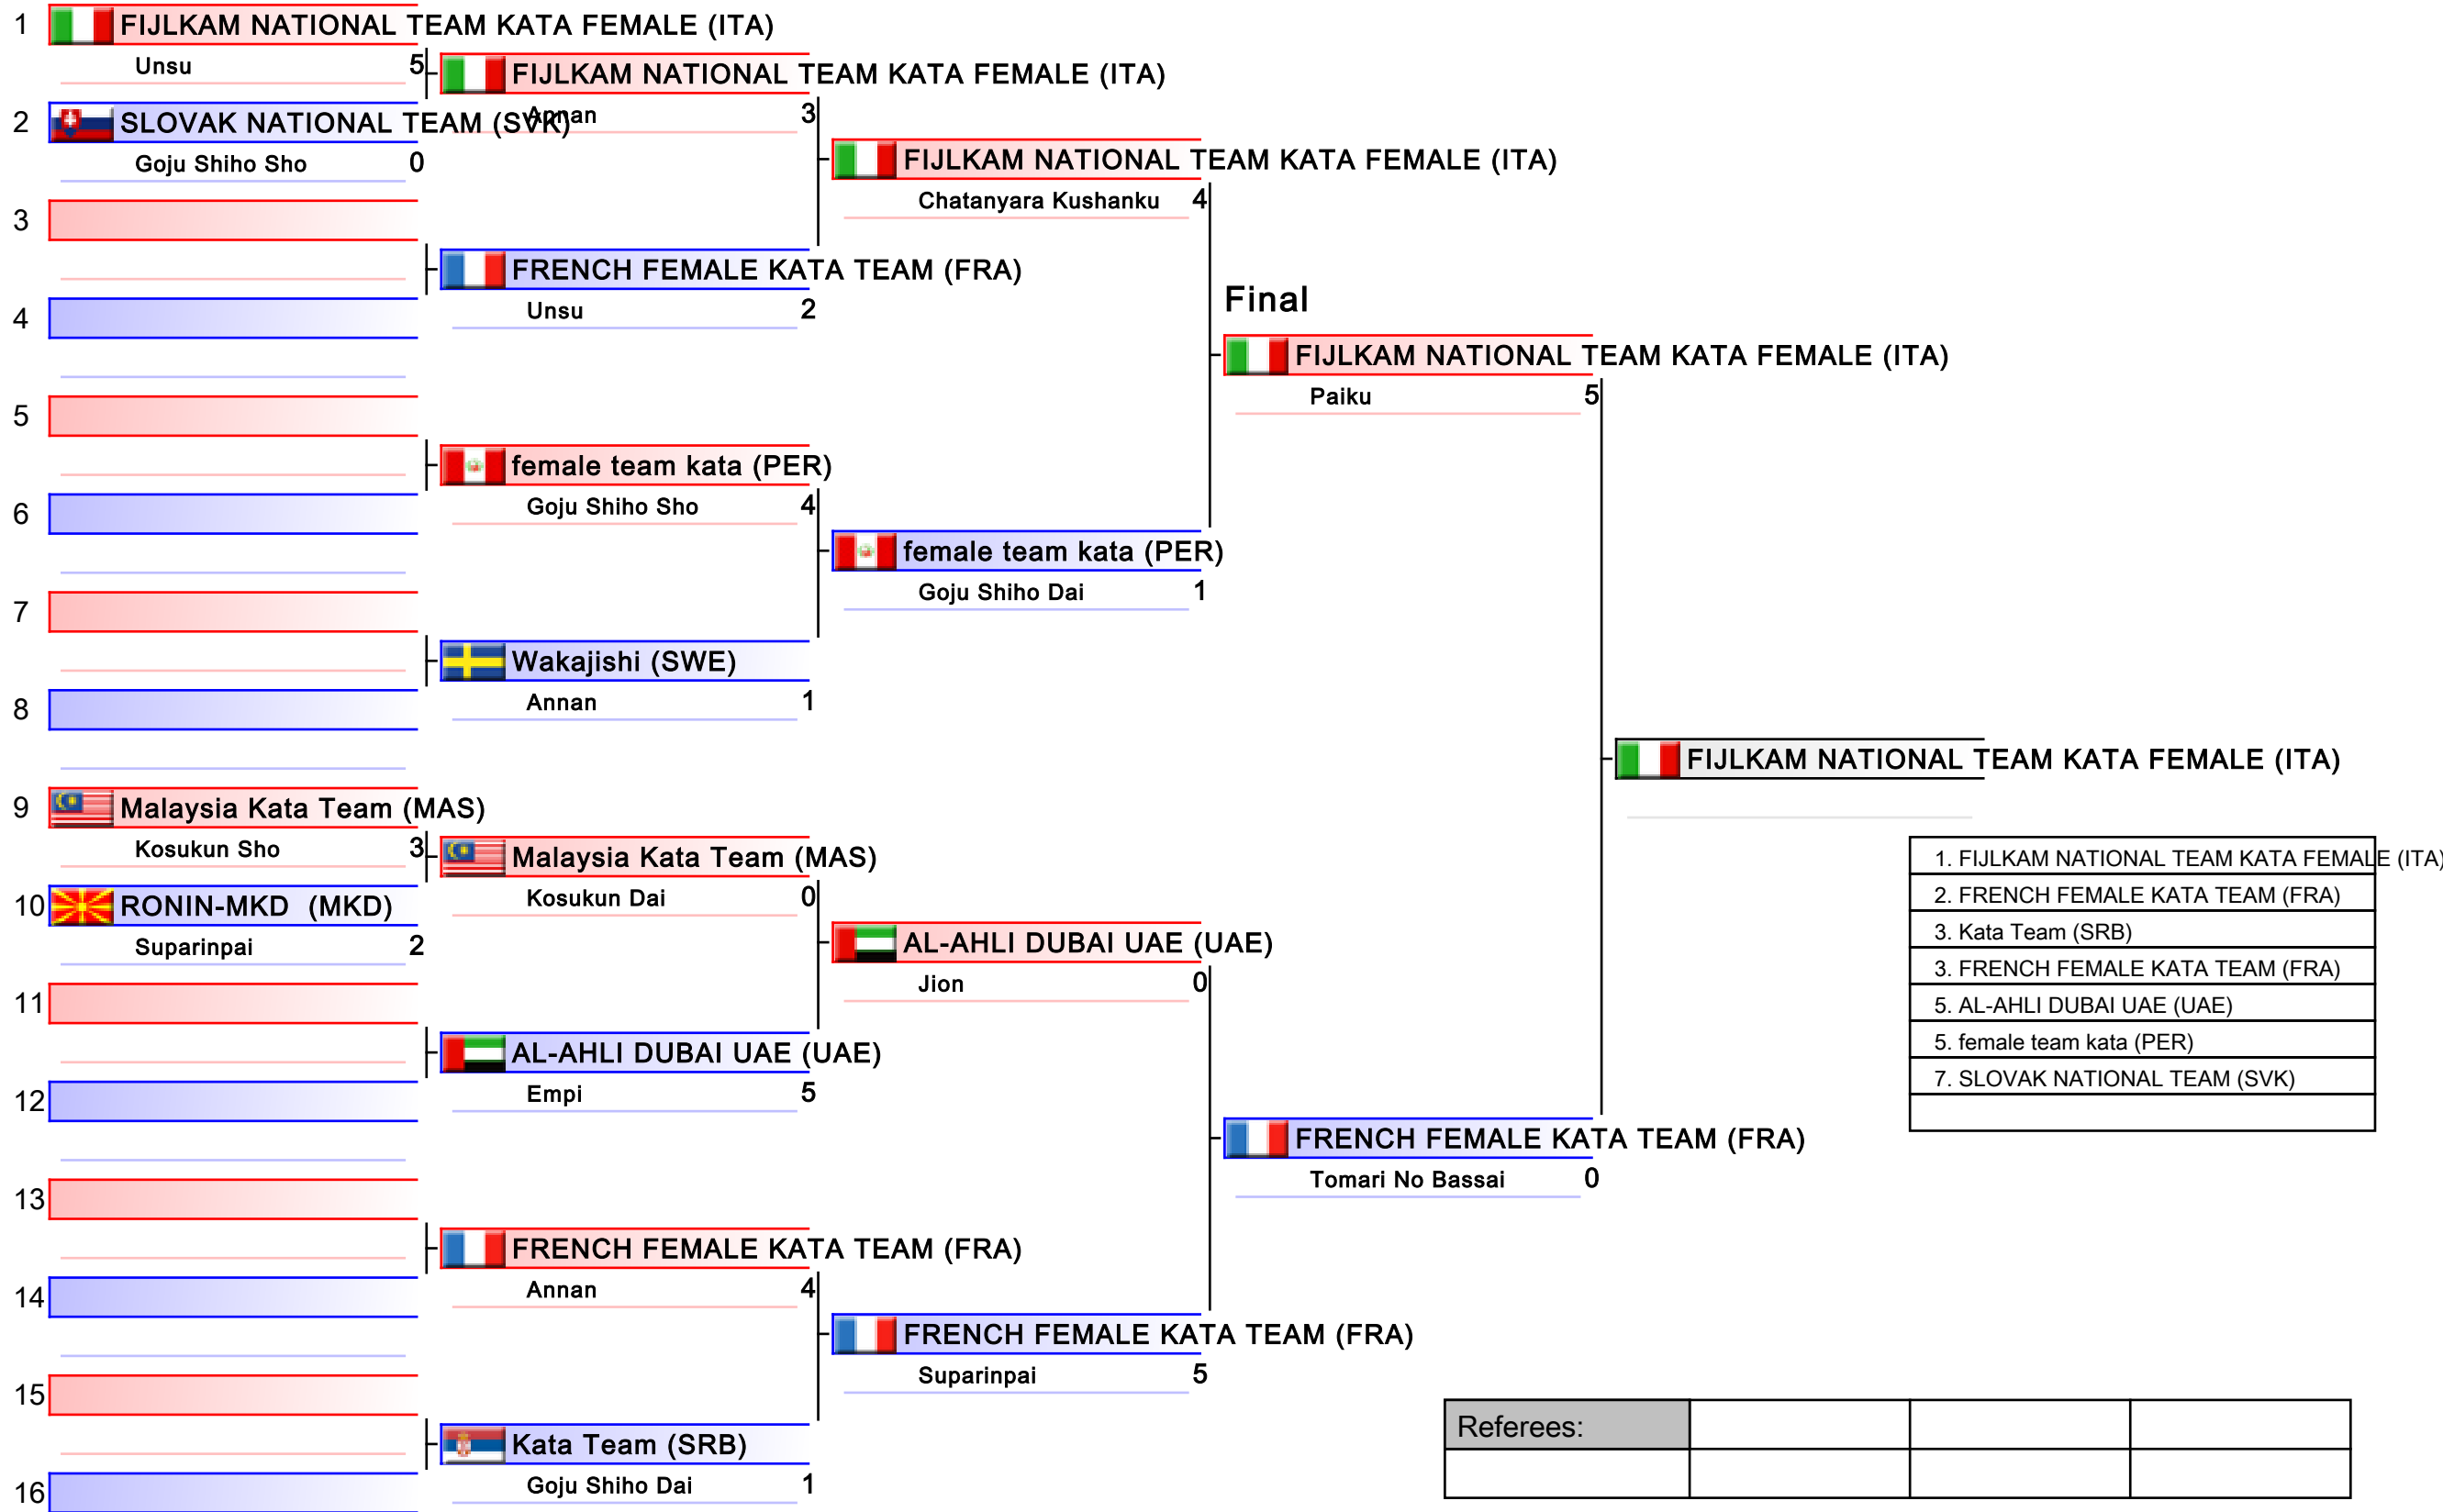 1 FIJLKAM NATIONAL TEAM KATA FEMALE (ITA)
Unsu 5
2 SLOVAK NATIONAL TEAM (SVK)
Goju Shiho Sho 0
3
4
5
6
7
8
9 Malaysia Kata Team (MAS)
Kosukun Sho 3
10 RONIN-MKD (MKD)
Suparinpai 2
11
12
13
14
15
16
FIJLKAM NATIONAL TEAM KATA FEMALE (ITA)
Annan 3
FRENCH FEMALE KATA TEAM (FRA)
Unsu 2
female team kata (PER)
Goju Shiho Sho 4
Wakajishi (SWE)
Annan 1
Malaysia Kata Team (MAS)
Kosukun Dai 0
AL-AHLI DUBAI UAE (UAE)
Empi 5
FRENCH FEMALE KATA TEAM (FRA)
Annan 4
Kata Team (SRB)
Goju Shiho Dai 1
FIJLKAM NATIONAL TEAM KATA FEMALE (ITA)
Chatanyara Kushanku 4
female team kata (PER)
Goju Shiho Dai 1
AL-AHLI DUBAI UAE (UAE)
Jion 0
FRENCH FEMALE KATA TEAM (FRA)
Suparinpai 5
Final
FIJLKAM NATIONAL TEAM KATA FEMALE (ITA)
Paiku 5
FRENCH FEMALE KATA TEAM (FRA)
Tomari No Bassai 0
FIJLKAM NATIONAL TEAM KATA FEMALE (ITA)
1. FIJLKAM NATIONAL TEAM KATA FEMALE (ITA)
2. FRENCH FEMALE KATA TEAM (FRA)
3. Kata Team (SRB)
3. FRENCH FEMALE KATA TEAM (FRA)
5. AL-AHLI DUBAI UAE (UAE)
5. female team kata (PER)
7. SLOVAK NATIONAL TEAM (SVK)
Referees: